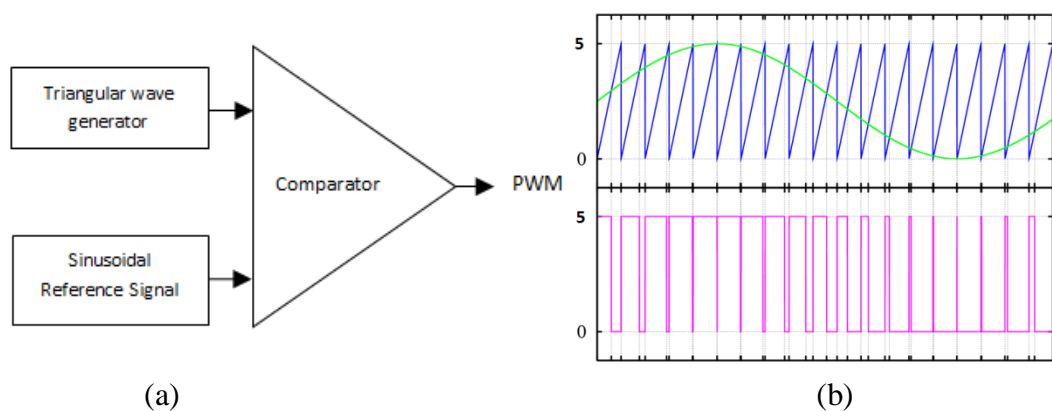 Triangular wave
generator
Comparator
PWM
Sinusoidal
Reference Signal
(a)
5
0
5
0
(b)